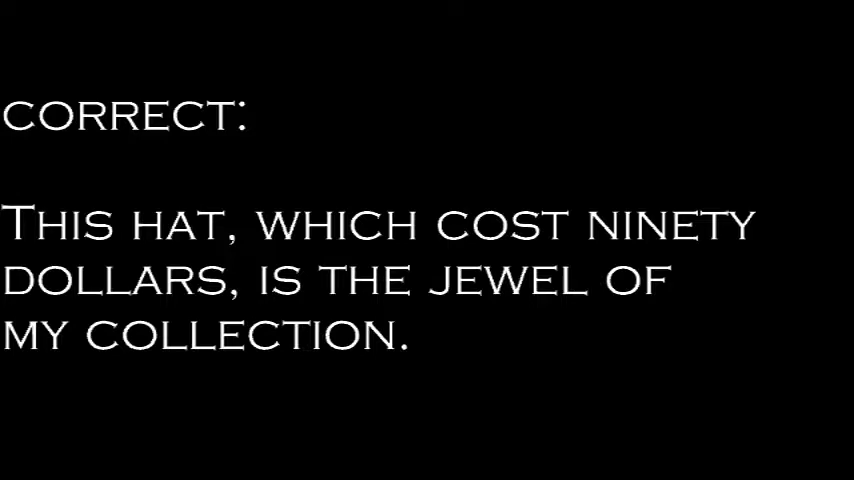 CORRECT:
THIS HAT, WHICH COST NINETY
DOLLARS, IS THE JEWEL OF
MY COLLECTION.